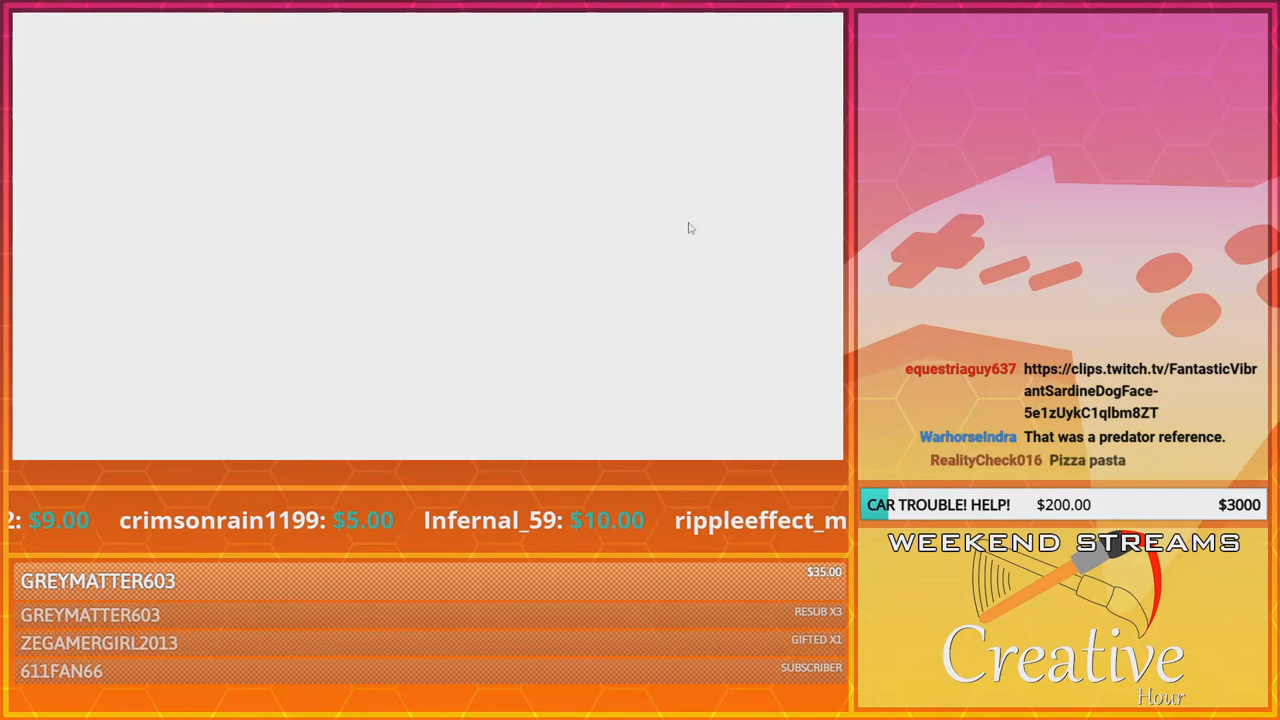 equestriaguy637 https://clips.twitch.tv/FantasticVibr
antSardineDogFace-
5e1zUykC1qlbm8ZT
WarhorseIndra That was a predator reference.
RealityCheck016 Pizza pasta
CAR TROUBLE! HELP! $200.00 $3000
2: $9.00 crimsonrain1199: $5.00 Infernal_59: $10.00 rippleeffect_m
WEEKEND STREAMS
Creative
Hour
GREYMATTER603 $35.00
GREYMATTER603 RESUB X3
ZEGAMERGIRL2013 GIFTED X1
611FAN66 SUBSCRIBER